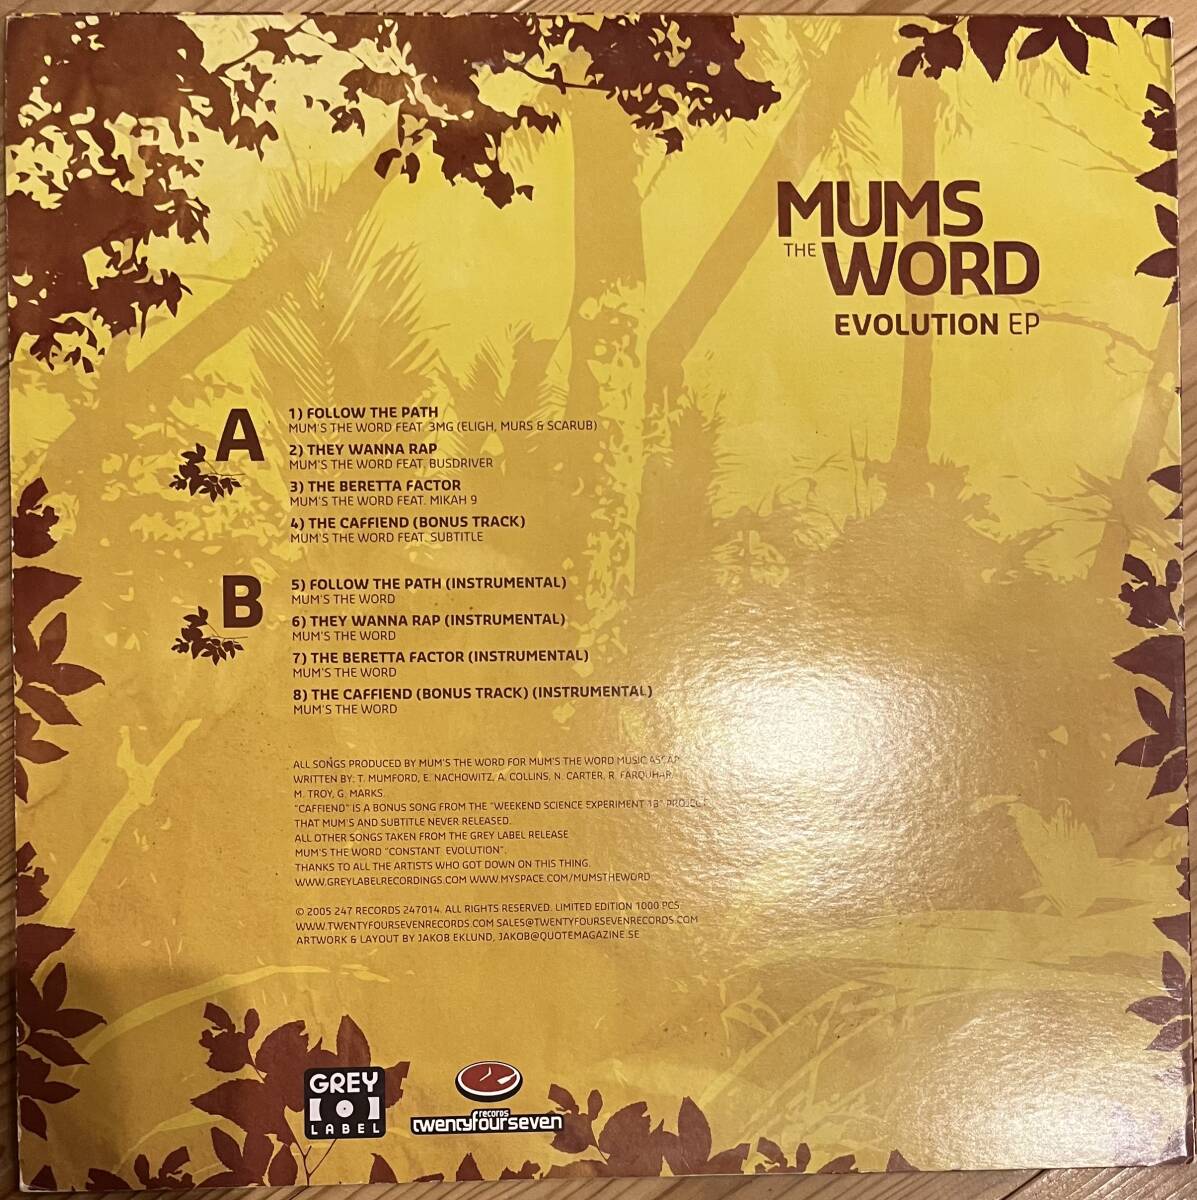 MUMS
THE WORD
EVOLUTION EP
A
1) FOLLOW THE PATH
MUM'S THE WORD FEAT. 3MG (ELIGH, MURS & SCARUB)
2) THEY WANNA RAP
MUM'S THE WORD FEAT. BUSDRIVER
3) THE BERETTA FACTOR
MUM'S THE WORD FEAT. MIKAH 9
4) THE CAFFIEND (BONUS TRACK)
MUM'S THE WORD FEAT. SUBTITLE
B
5) FOLLOW THE PATH (INSTRUMENTAL)
MUM'S THE WORD
6) THEY WANNA RAP (INSTRUMENTAL)
MUM'S THE WORD
7) THE BERETTA FACTOR (INSTRUMENTAL)
MUM'S THE WORD
8) THE CAFFIEND (BONUS TRACK) (INSTRUMENTAL)
MUM'S THE WORD
ALL SONGS PRODUCED BY MUM'S THE WORD FOR MUM'S THE WORD MUSIC ASCAP
WRITTEN BY: T. MUMFORD, E. NACHOWITZ, A. COLLINS, N. CARTER, R. FARQUHAR,
M. TROY, G. MARKS.
"CAFFIEND" IS A BONUS SONG FROM THE "WEEKEND SCIENCE EXPERIMENT 1B" PROJECT
THAT MUM'S AND SUBTITLE NEVER RELEASED.
ALL OTHER SONGS TAKEN FROM THE GREY LABEL RELEASE
MUM'S THE WORD "CONSTANT EVOLUTION".
THANKS TO ALL THE ARTISTS WHO GOT DOWN ON THIS THING.
WWW.GREYLABELRECORDINGS.COM WWW.MYSPACE.COM/MUMSTHEWORD
© 2005 247 RECORDS 247014. ALL RIGHTS RESERVED. LIMITED EDITION 1000 PCS.
WWW.TWENTYFOURSEVENRECORDS.COM SALES@TWENTYFOURSEVENRECORDS.COM
ARTWORK & LAYOUT BY JAKOB EKLUND, JAKOB@QUOTEMAGAZINE.SE
GREY
LABEL
records
twentyfourseven